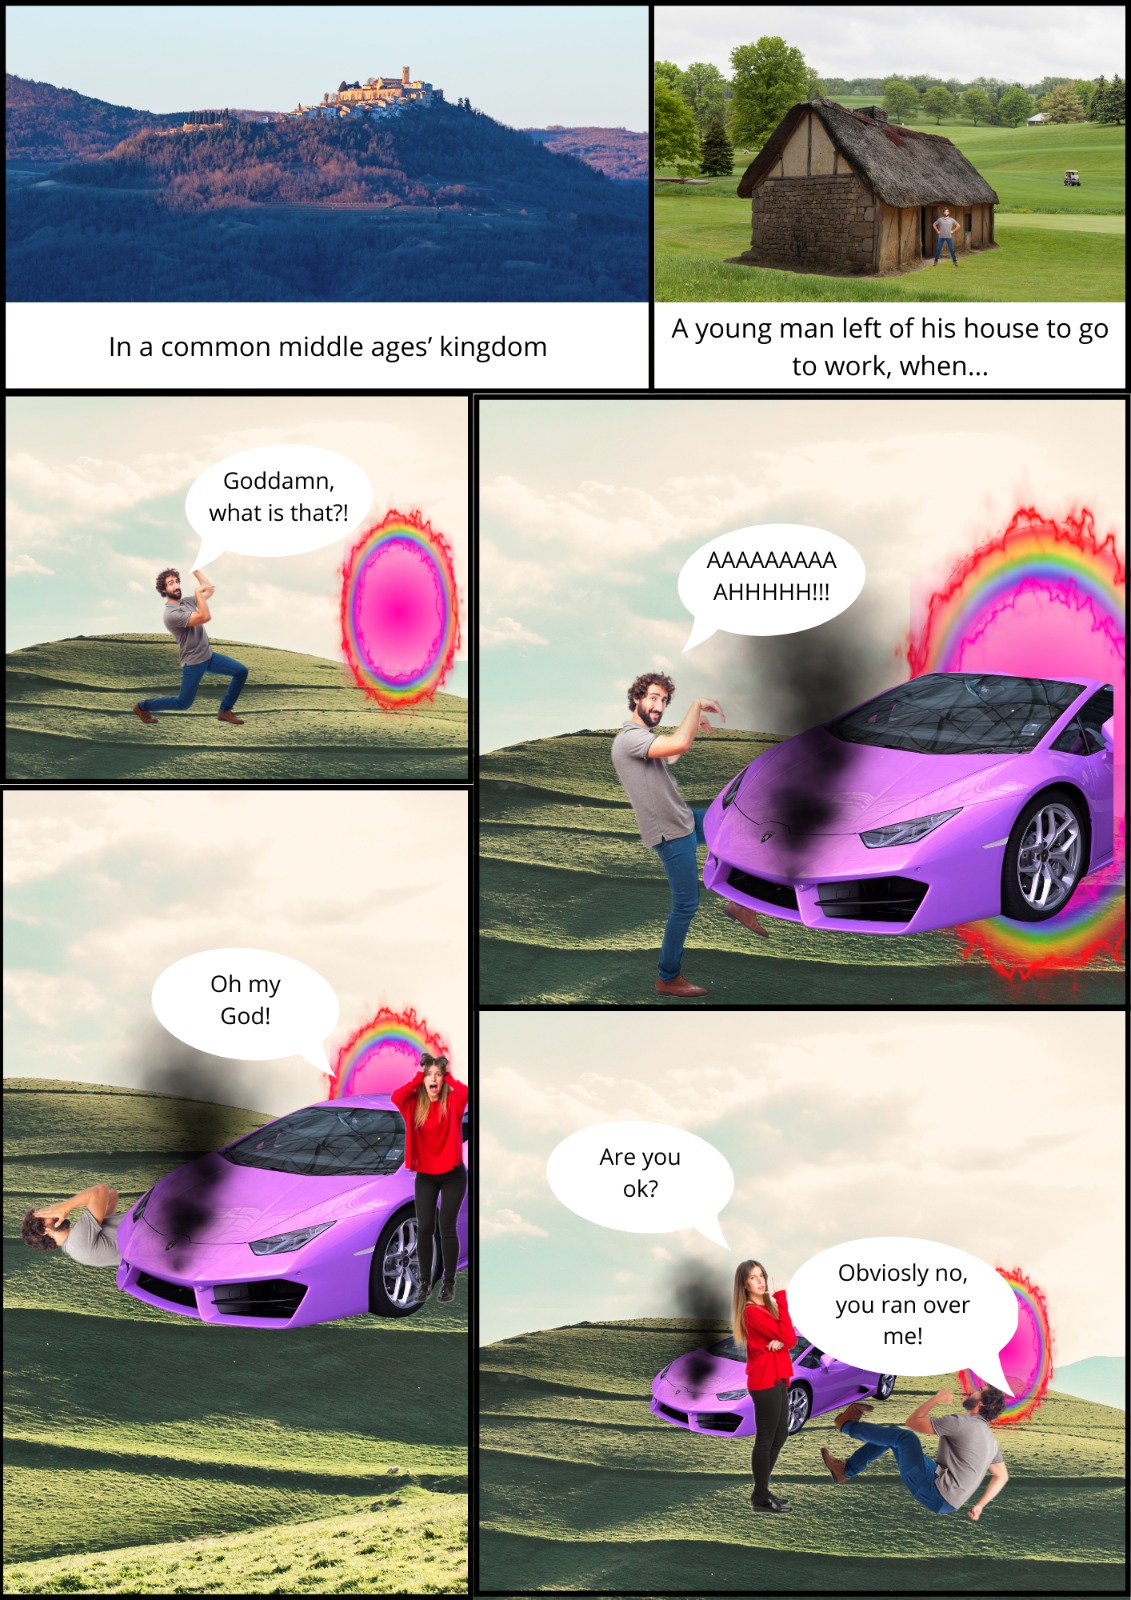 In a common middle ages’ kingdom
A young man left of his house to go
to work, when...
Goddamn,
what is that?!
AAAAAAAAA
AHHHHH!!!
Oh my
God!
Are you
ok?
Obviosly no,
you ran over
me!